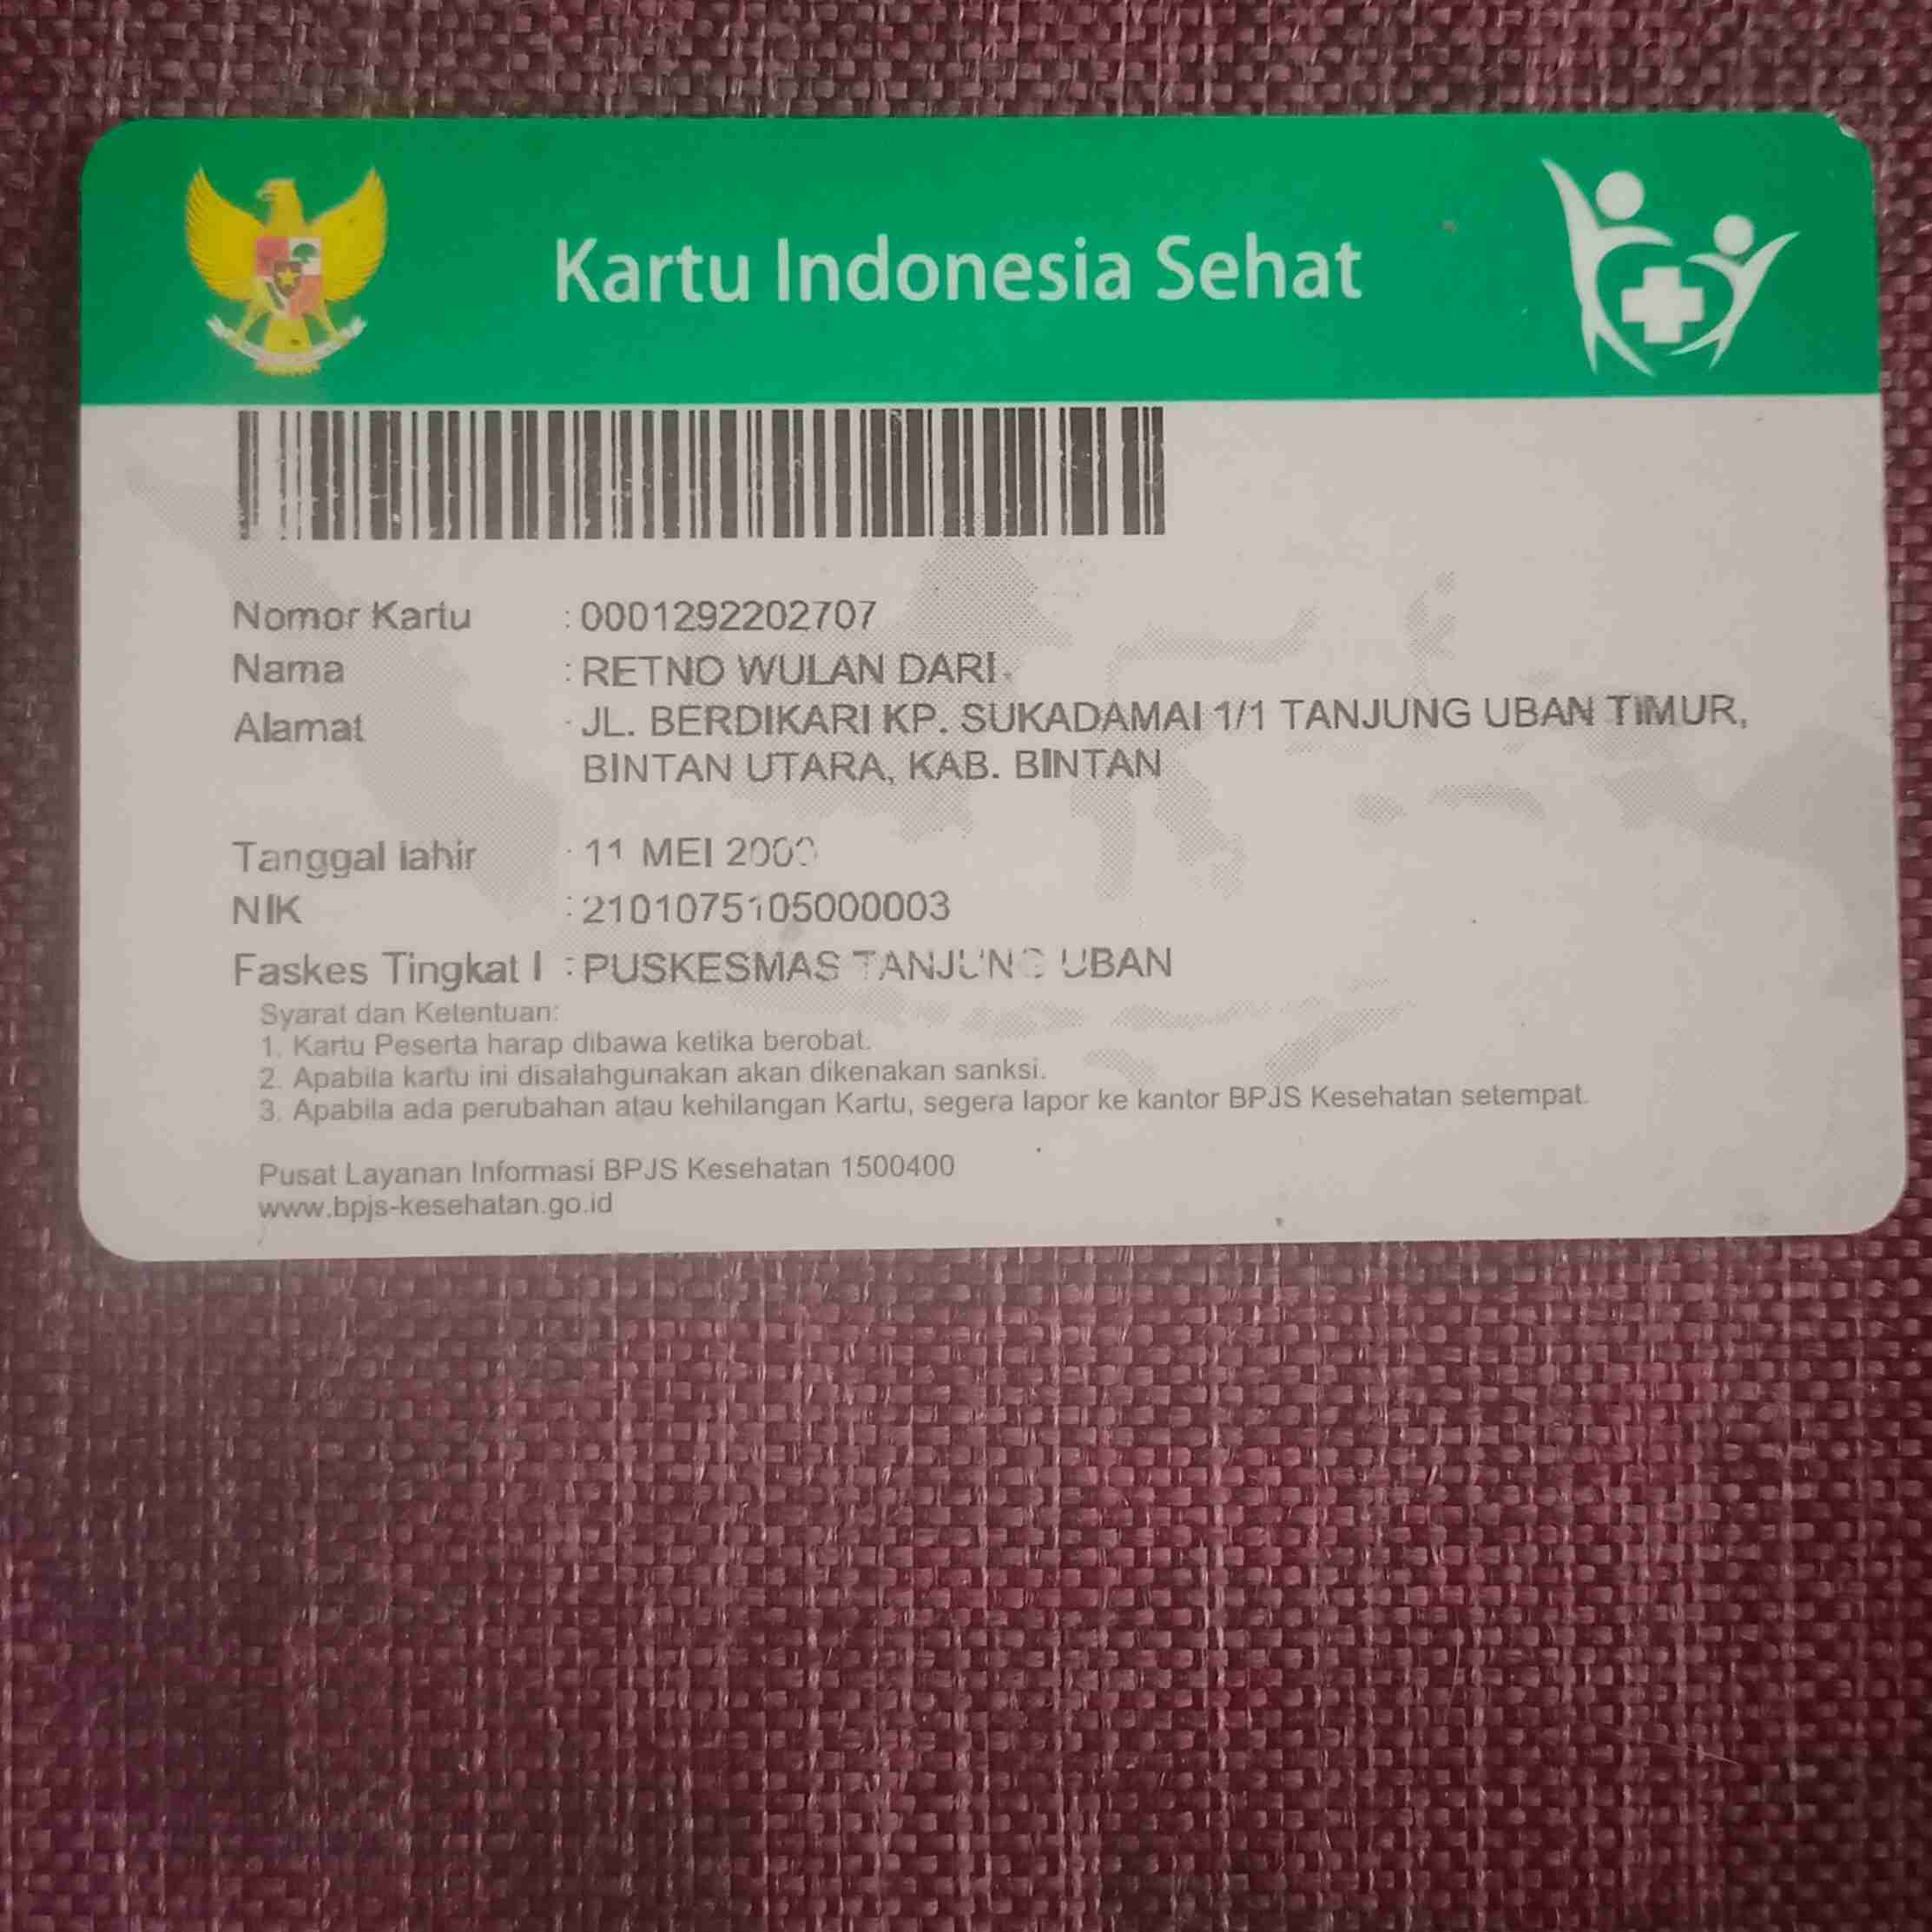 Kartu Indonesia Sehat
Nomor Kartu : 0001292202707
Nama : RETNO WULAN DARI
Alamat : JL. BERDIKARI KP. SUKADAMAI 1/1 TANJUNG UBAN TIMUR,
BINTAN UTARA, KAB. BINTAN
Tanggal lahir : 11 MEI 2000
NIK : 2101075105000003
Faskes Tingkat I : PUSKESMAS TANJUNG UBAN
Syarat dan Ketentuan:
1. Kartu Peserta harap dibawa ketika berobat.
2. Apabila kartu ini disalahgunakan akan dikenakan sanksi.
3. Apabila ada perubahan atau kehilangan Kartu, segera lapor ke kantor BPJS Kesehatan setempat.
Pusat Layanan Informasi BPJS Kesehatan 1500400
www.bpjs-kesehatan.go.id